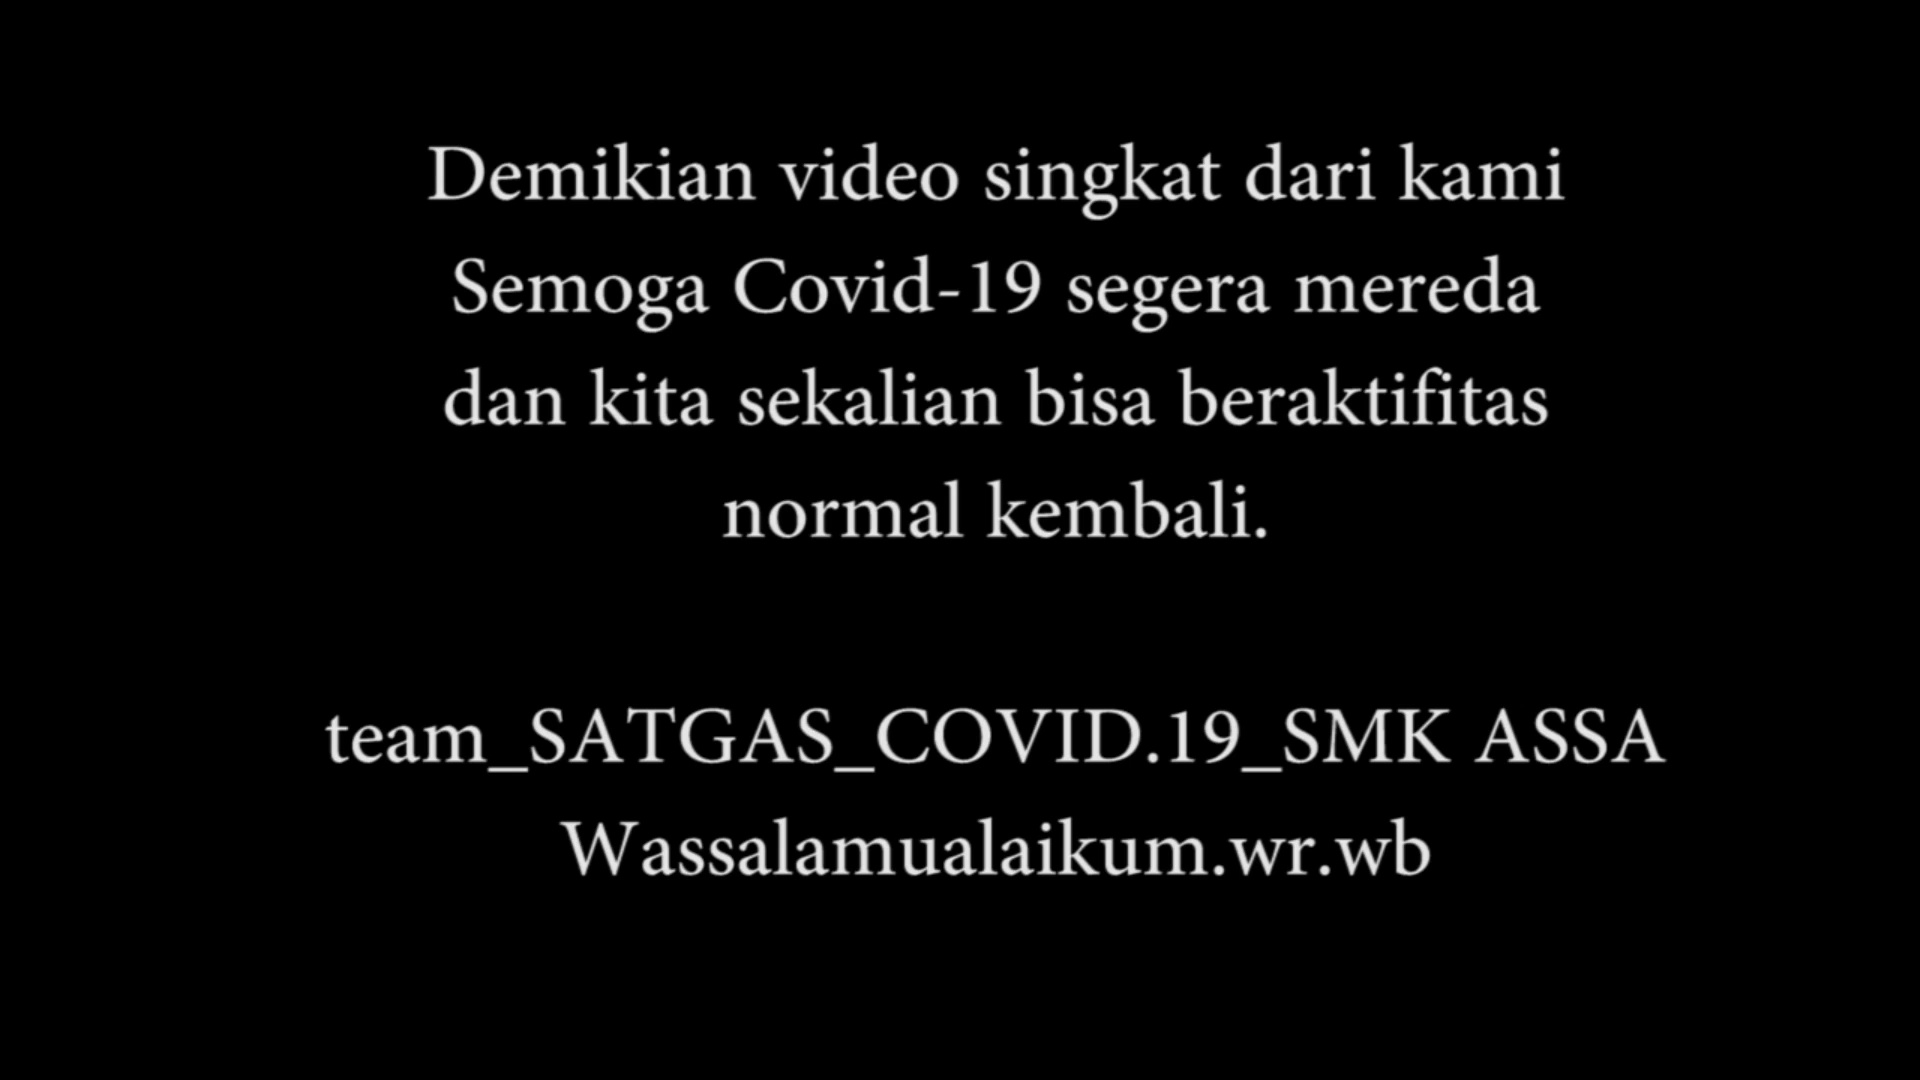 Demikian video singkat dari kami
Semoga Covid-19 segera mereda
dan kita sekalian bisa beraktifitas
normal kembali.
team_SATGAS_COVID.19_SMK ASSA
Wassalamualaikum.wr.wb